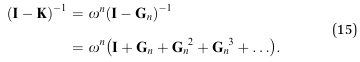 (I − K)⁻¹ = ωⁿ(I − Gₙ)⁻¹
= ωⁿ(I + Gₙ + Gₙ² + Gₙ³ + …).
(15)